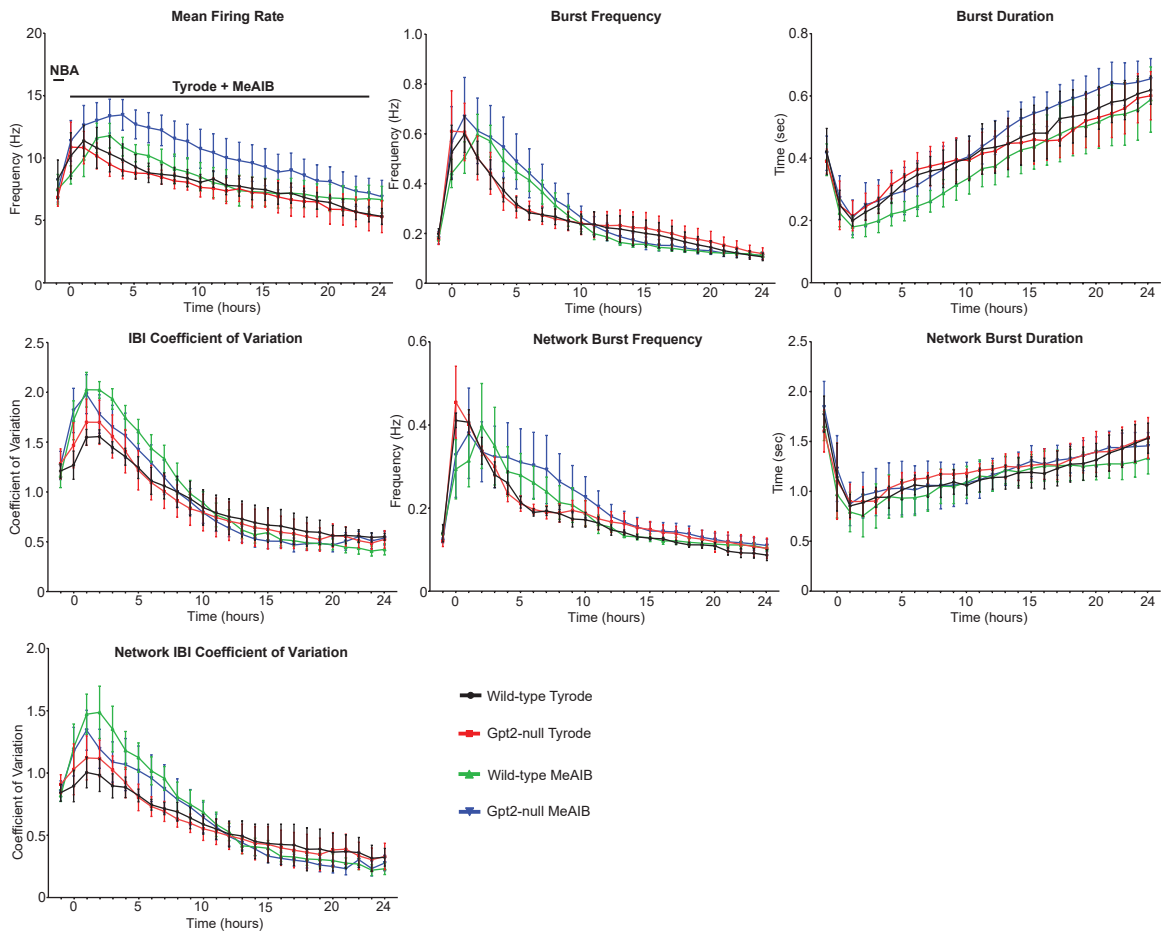 Mean Firing Rate
20
15
10
5
0
Frequency (Hz)
NBA
Tyrode + MeAIB
0 5 10 15 20 24
Time (hours)
Burst Frequency
1.0
0.8
0.6
0.4
0.2
0
Frequency (Hz)
0 5 10 15 20 24
Time (hours)
Burst Duration
0.8
0.6
0.4
0.2
0
Time (sec)
0 5 10 15 20 24
Time (hours)
IBI Coefficient of Variation
2.5
2.0
1.5
1.0
0.5
0
Coefficient of Variation
0 5 10 15 20 24
Time (hours)
Network Burst Frequency
0.6
0.4
0.2
0
Frequency (Hz)
0 5 10 15 20 24
Time (hours)
Network Burst Duration
2.5
2.0
1.5
1.0
0.5
0
Time (sec)
0 5 10 15 20 24
Time (hours)
Network IBI Coefficient of Variation
2.0
1.5
1.0
0.5
0
Coefficient of Variation
0 5 10 15 20 24
Time (hours)
Wild-type Tyrode
Gpt2-null Tyrode
Wild-type MeAIB
Gpt2-null MeAIB